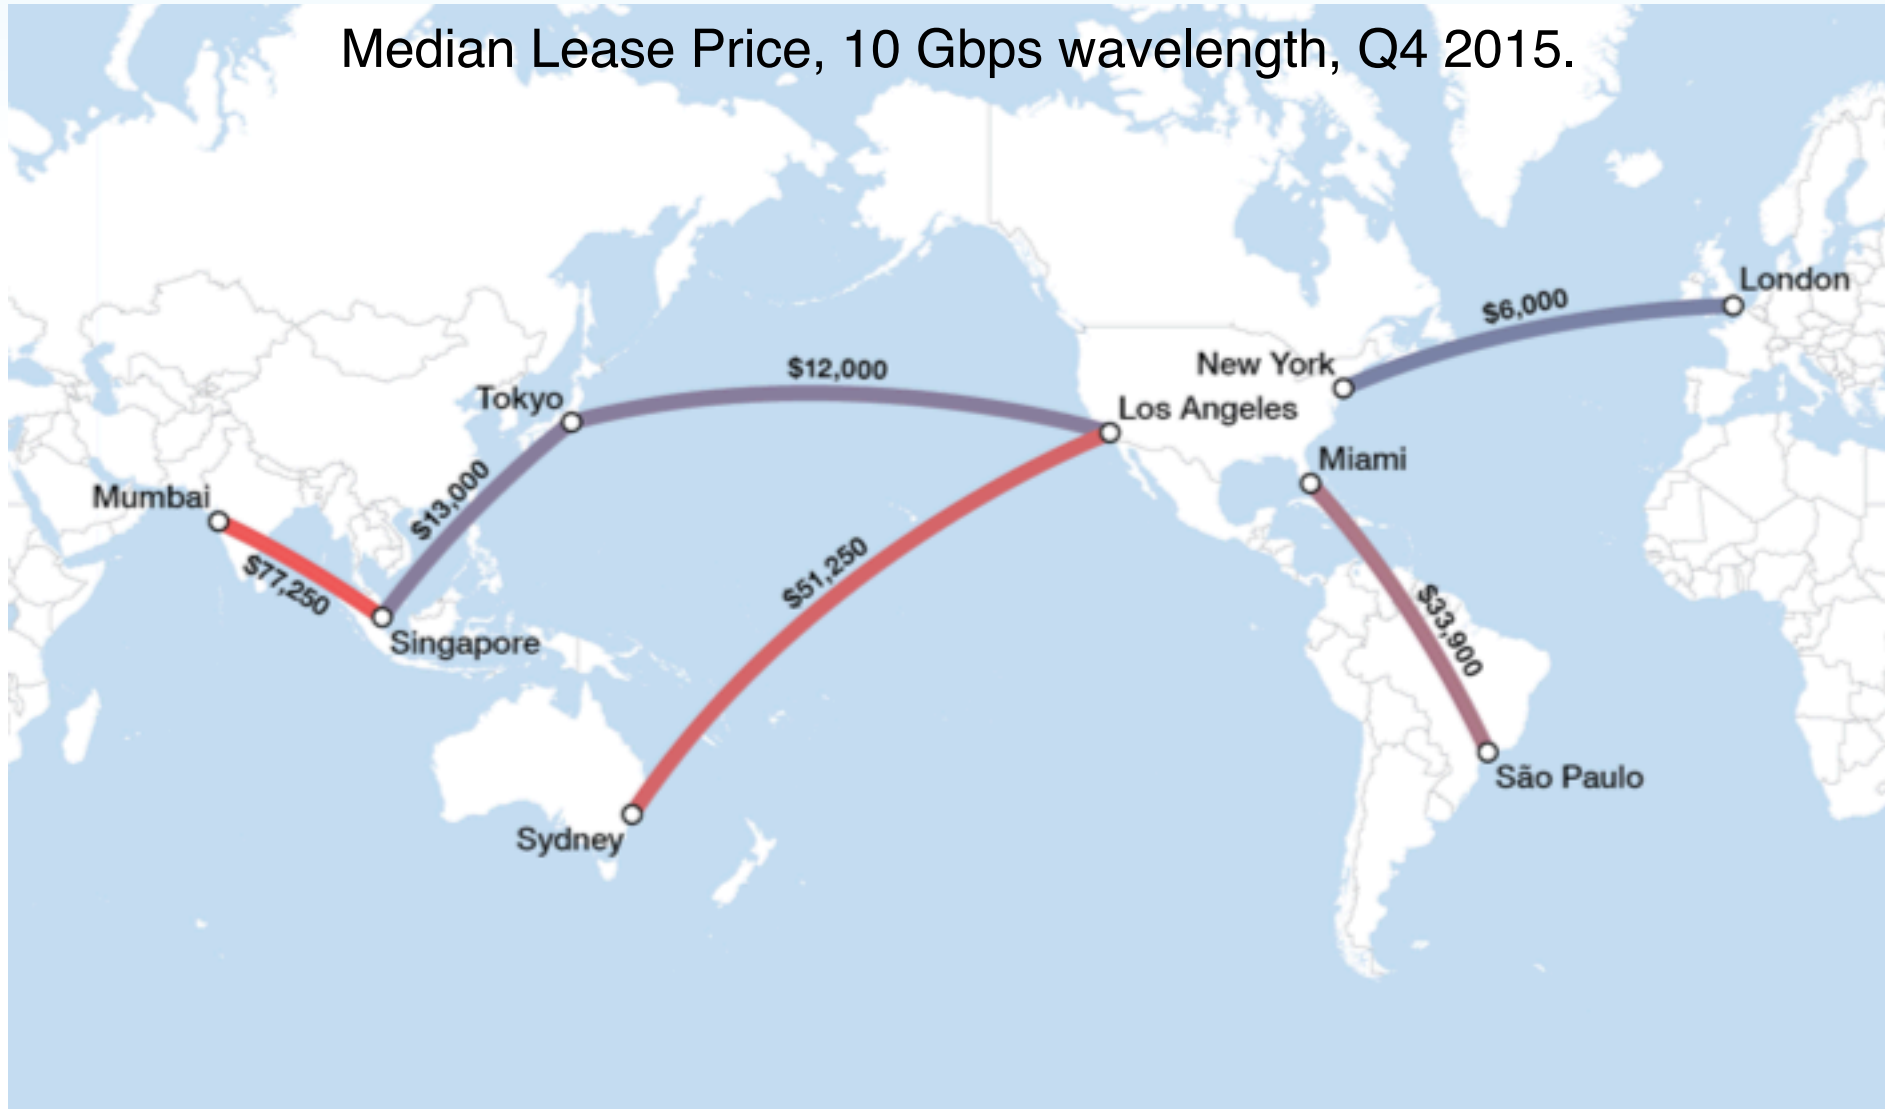 Median Lease Price, 10 Gbps wavelength, Q4 2015.
London
$6,000
New York
$12,000
Tokyo
Los Angeles
Miami
$13,000
Mumbai
$77,250
$51,250
$33,900
Singapore
São Paulo
Sydney